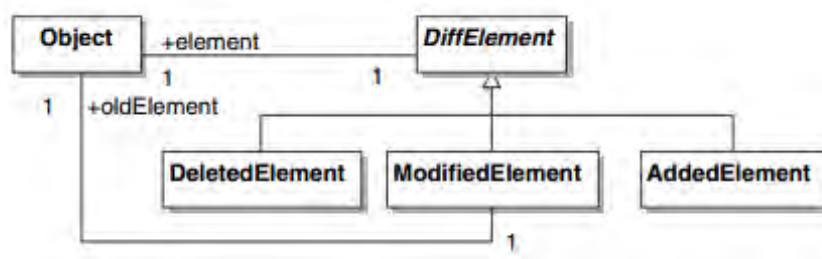 Object
+element
DiffElement
1
1
1
+oldElement
DeletedElement
ModifiedElement
AddedElement
1